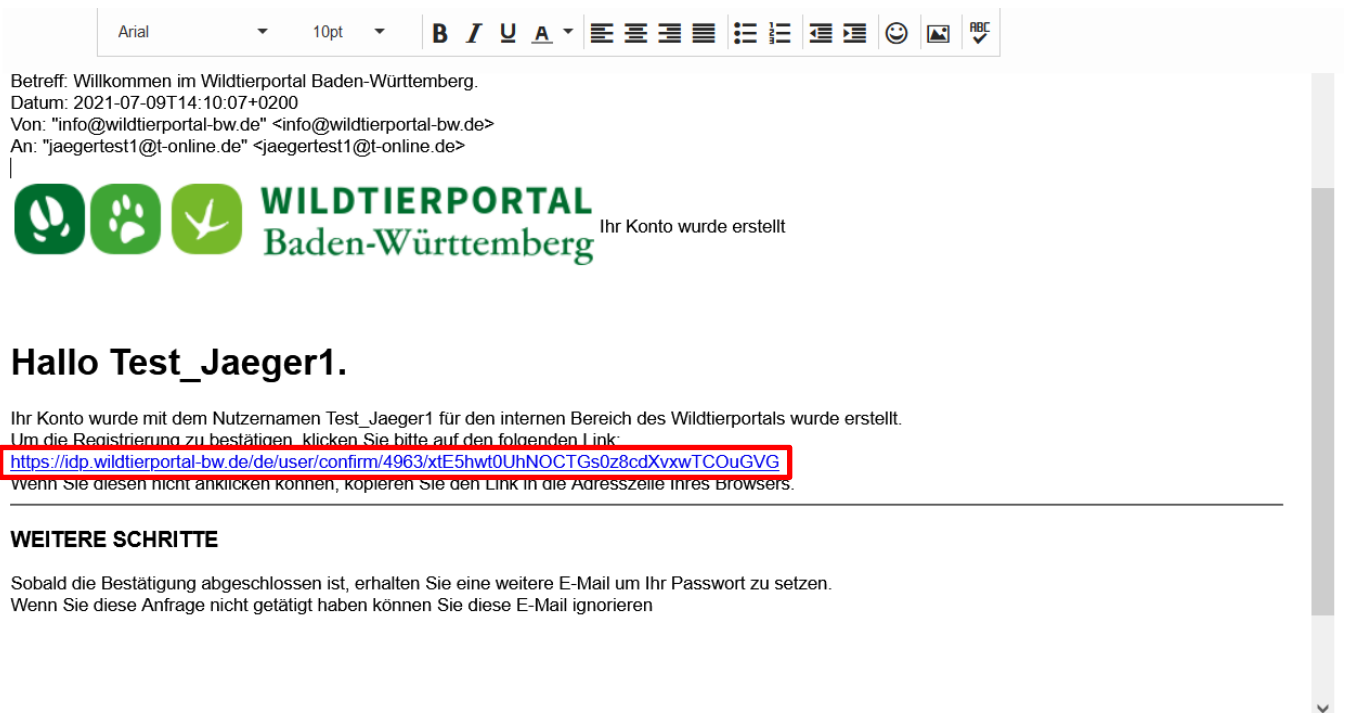 Arial 10pt B I U A ABC
Betreff: Willkommen im Wildtierportal Baden-Württemberg.
Datum: 2021-07-09T14:10:07+0200
Von: "info@wildtierportal-bw.de" <info@wildtierportal-bw.de>
An: "jaegertest1@t-online.de" <jaegertest1@t-online.de>
WILDTIERPORTAL
Baden-Württemberg Ihr Konto wurde erstellt
Hallo Test_Jaeger1.
Ihr Konto wurde mit dem Nutzernamen Test_Jaeger1 für den internen Bereich des Wildtierportals wurde erstellt.
Um die Registrierung zu bestätigen, klicken Sie bitte auf den folgenden Link:
https://idp.wildtierportal-bw.de/de/user/confirm/4963/xtE5hwt0UhNOCTGs0z8cdXvxwTCOuGVG
Wenn Sie diesen nicht anklicken können, kopieren Sie den Link in die Adresszeile Ihres Browsers.
WEITERE SCHRITTE
Sobald die Bestätigung abgeschlossen ist, erhalten Sie eine weitere E-Mail um Ihr Passwort zu setzen.
Wenn Sie diese Anfrage nicht getätigt haben können Sie diese E-Mail ignorieren